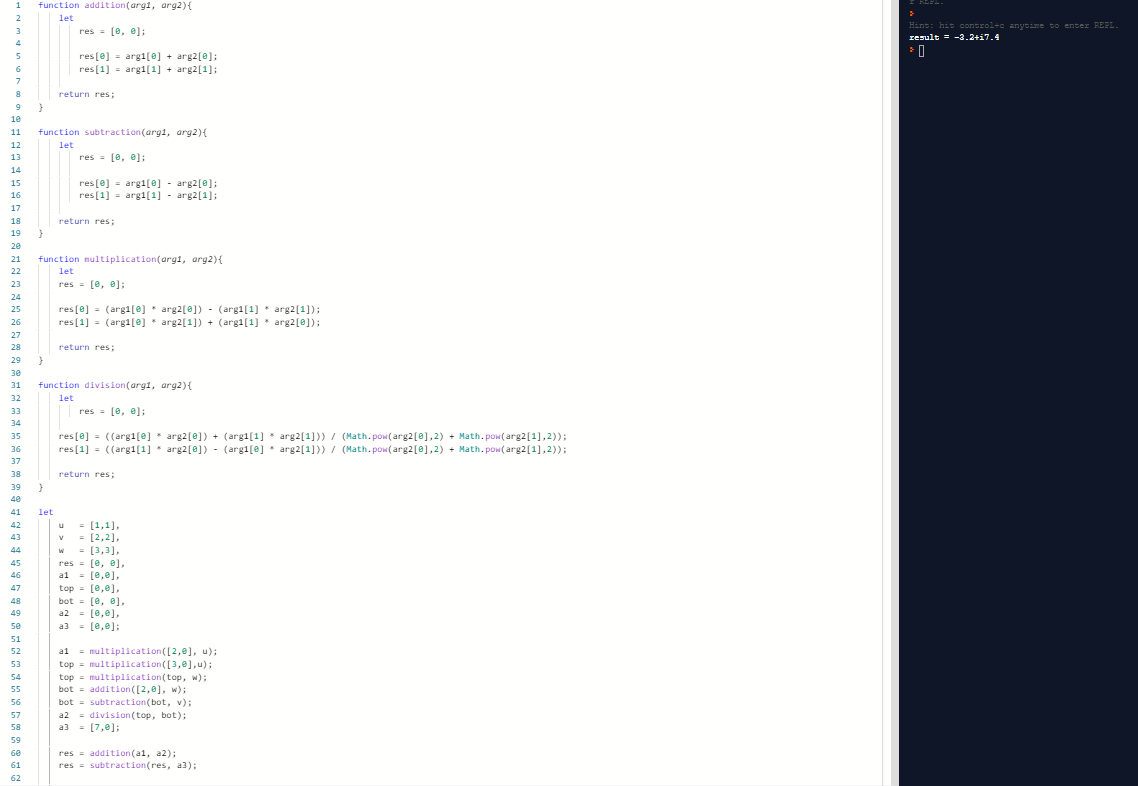 1 function addition(arg1, arg2){
2 let
3 res = [0, 0];
4
5 res[0] = arg1[0] + arg2[0];
6 res[1] = arg1[1] + arg2[1];
7
8 return res;
9 }
10
11 function subtraction(arg1, arg2){
12 let
13 res = [0, 0];
14
15 res[0] = arg1[0] - arg2[0];
16 res[1] = arg1[1] - arg2[1];
17
18 return res;
19 }
20
21 function multiplication(arg1, arg2){
22 let
23 res = [0, 0];
24
25 res[0] = (arg1[0] * arg2[0]) - (arg1[1] * arg2[1]);
26 res[1] = (arg1[0] * arg2[1]) + (arg1[1] * arg2[0]);
27
28 return res;
29 }
30
31 function division(arg1, arg2){
32 let
33 res = [0, 0];
34
35 res[0] = ((arg1[0] * arg2[0]) + (arg1[1] * arg2[1])) / (Math.pow(arg2[0],2) + Math.pow(arg2[1],2));
36 res[1] = ((arg1[1] * arg2[0]) - (arg1[0] * arg2[1])) / (Math.pow(arg2[0],2) + Math.pow(arg2[1],2));
37
38 return res;
39 }
40
41 let
42 u = [1,1],
43 v = [2,2],
44 w = [3,3],
45 res = [0, 0],
46 a1 = [0,0],
47 top = [0,0],
48 bot = [0, 0],
49 a2 = [0,0],
50 a3 = [0,0];
51
52 a1 = multiplication([2,0], u);
53 top = multiplication([3,0],u);
54 top = multiplication(top, w);
55 bot = addition([2,0], w);
56 bot = subtraction(bot, v);
57 a2 = division(top, bot);
58 a3 = [7,0];
59
60 res = addition(a1, a2);
61 res = subtraction(res, a3);
62
r REPL.
>
Hint: hit control+c anytime to enter REPL.
result = -3.2+i7.4
>